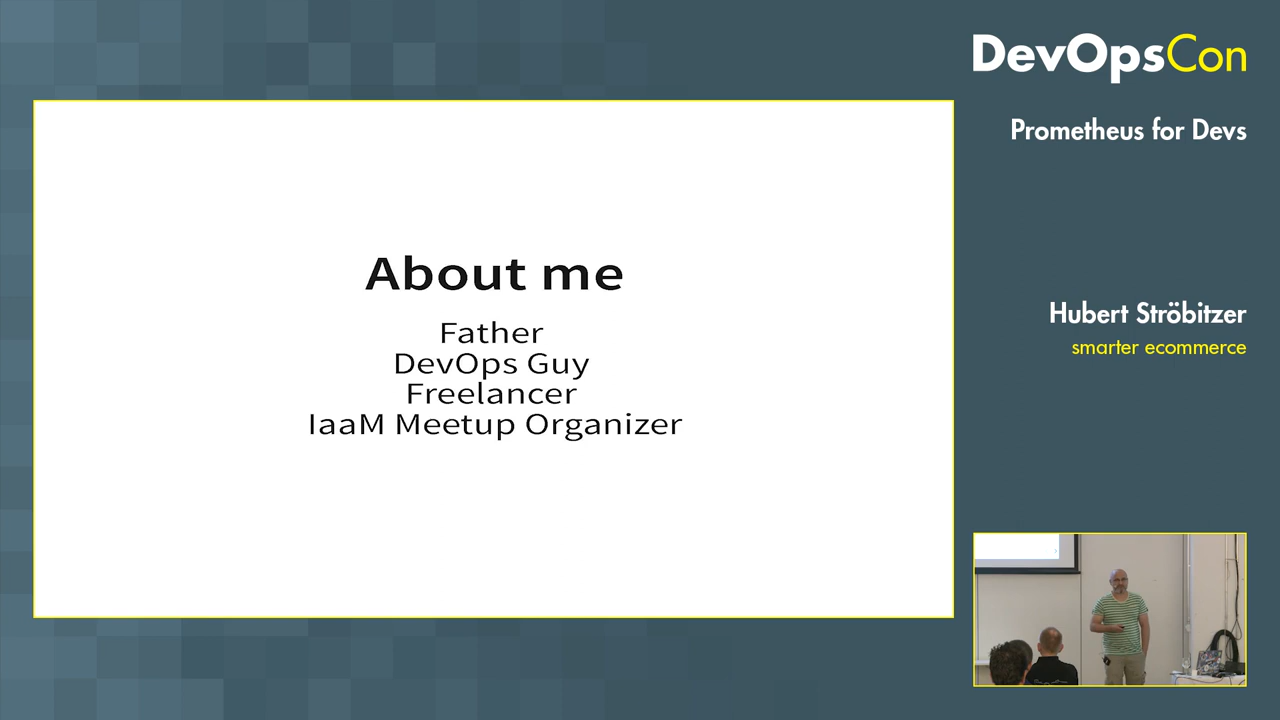 DevOpsCon
Prometheus for Devs
About me
Father
DevOps Guy
Freelancer
IaaM Meetup Organizer
Hubert Ströbitzer
smarter ecommerce